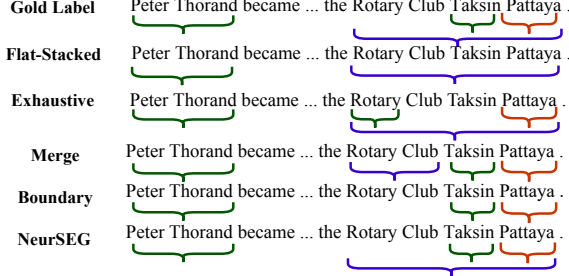 Gold Label Peter Thorand became ... the Rotary Club Taksin Pattaya .
Flat-Stacked Peter Thorand became ... the Rotary Club Taksin Pattaya .
Exhaustive Peter Thorand became ... the Rotary Club Taksin Pattaya .
Merge Peter Thorand became ... the Rotary Club Taksin Pattaya .
Boundary Peter Thorand became ... the Rotary Club Taksin Pattaya .
NeurSEG Peter Thorand became ... the Rotary Club Taksin Pattaya .